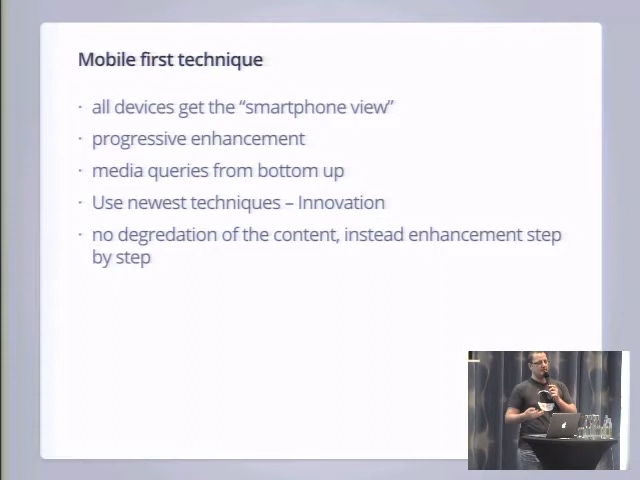 Mobile first technique
· all devices get the “smartphone view”
· progressive enhancement
· media queries from bottom up
· Use newest techniques – Innovation
· no degredation of the content, instead enhancement step
by step